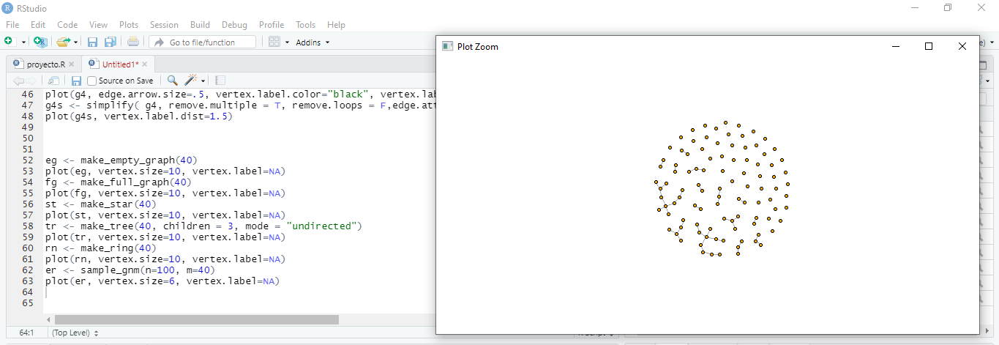 RStudio
File Edit Code View Plots Session Build Debug Profile Tools Help
Go to file/function Addins
Plot Zoom
proyecto.R Untitled1*
Source on Save
46 plot(g4, edge.arrow.size=.5, vertex.label.color="black", vertex.lab
47 g4s <- simplify( g4, remove.multiple = T, remove.loops = F,edge.att
48 plot(g4s, vertex.label.dist=1.5)
49
50
51
52 eg <- make_empty_graph(40)
53 plot(eg, vertex.size=10, vertex.label=NA)
54 fg <- make_full_graph(40)
55 plot(fg, vertex.size=10, vertex.label=NA)
56 st <- make_star(40)
57 plot(st, vertex.size=10, vertex.label=NA)
58 tr <- make_tree(40, children = 3, mode = "undirected")
59 plot(tr, vertex.size=10, vertex.label=NA)
60 rn <- make_ring(40)
61 plot(rn, vertex.size=10, vertex.label=NA)
62 er <- sample_gnm(n=100, m=40)
63 plot(er, vertex.size=6, vertex.label=NA)
64
65
64:1 (Top Level)